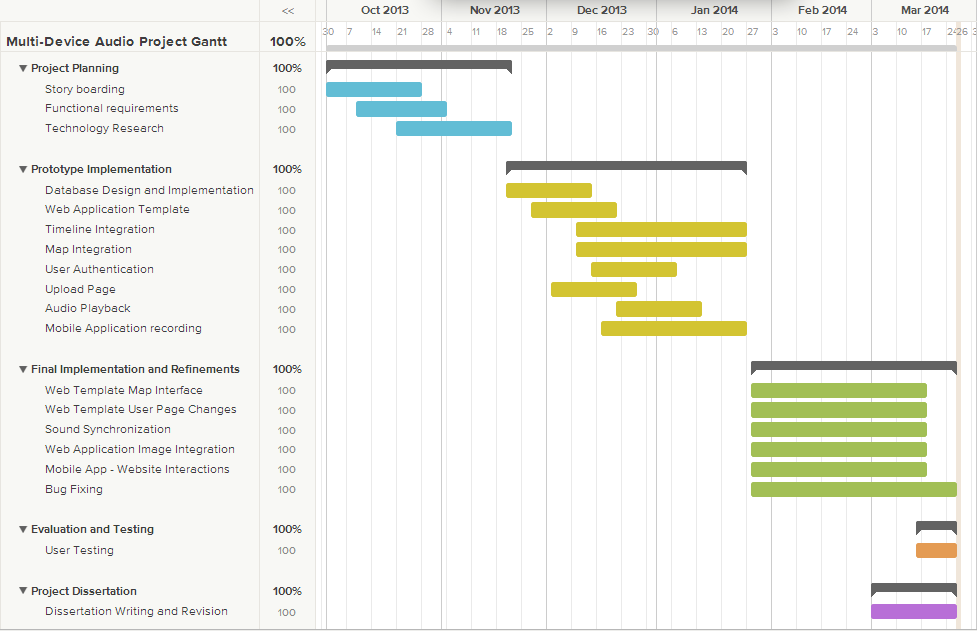 << Oct 2013 Nov 2013 Dec 2013 Jan 2014 Feb 2014 Mar 2014
30 7 14 21 28 4 11 18 25 2 9 16 23 30 6 13 20 27 3 10 17 24 3 10 17 24 26 3
Multi-Device Audio Project Gantt 100%
▼ Project Planning 100%
Story boarding 100
Functional requirements 100
Technology Research 100
▼ Prototype Implementation 100%
Database Design and Implementation 100
Web Application Template 100
Timeline Integration 100
Map Integration 100
User Authentication 100
Upload Page 100
Audio Playback 100
Mobile Application recording 100
▼ Final Implementation and Refinements 100%
Web Template Map Interface 100
Web Template User Page Changes 100
Sound Synchronization 100
Web Application Image Integration 100
Mobile App - Website Interactions 100
Bug Fixing 100
▼ Evaluation and Testing 100%
User Testing 100
▼ Project Dissertation 100%
Dissertation Writing and Revision 100